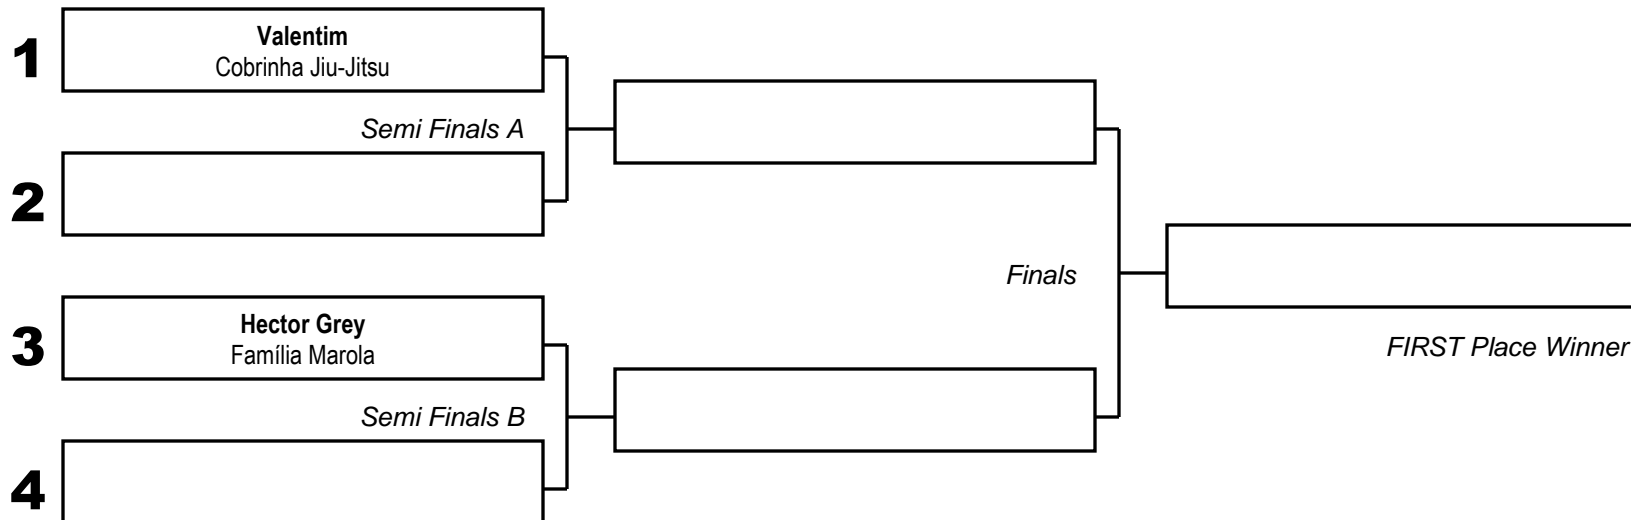 1
Valentim
Cobrinha Jiu-Jitsu
Semi Finals A
2
Finals
3
Hector Grey
Família Marola
FIRST Place Winner
Semi Finals B
4